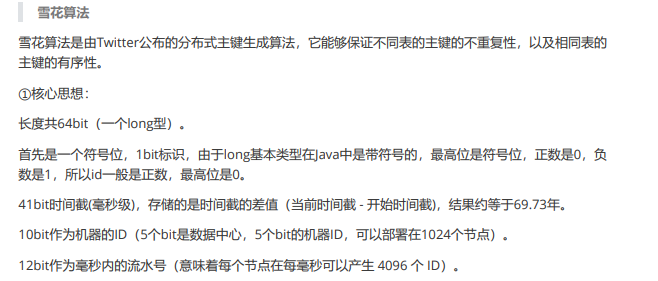 雪花算法
雪花算法是由Twitter公布的分布式主键生成算法，它能够保证不同表的主键的不重复性，以及相同表的
主键的有序性。
①核心思想：
长度共64bit（一个long型）。
首先是一个符号位，1bit标识，由于long基本类型在Java中是带符号的，最高位是符号位，正数是0，负
数是1，所以id一般是正数，最高位是0。
41bit时间截(毫秒级)，存储的是时间截的差值（当前时间截 - 开始时间截)，结果约等于69.73年。
10bit作为机器的ID（5个bit是数据中心，5个bit的机器ID，可以部署在1024个节点）。
12bit作为毫秒内的流水号（意味着每个节点在每毫秒可以产生 4096 个 ID）。